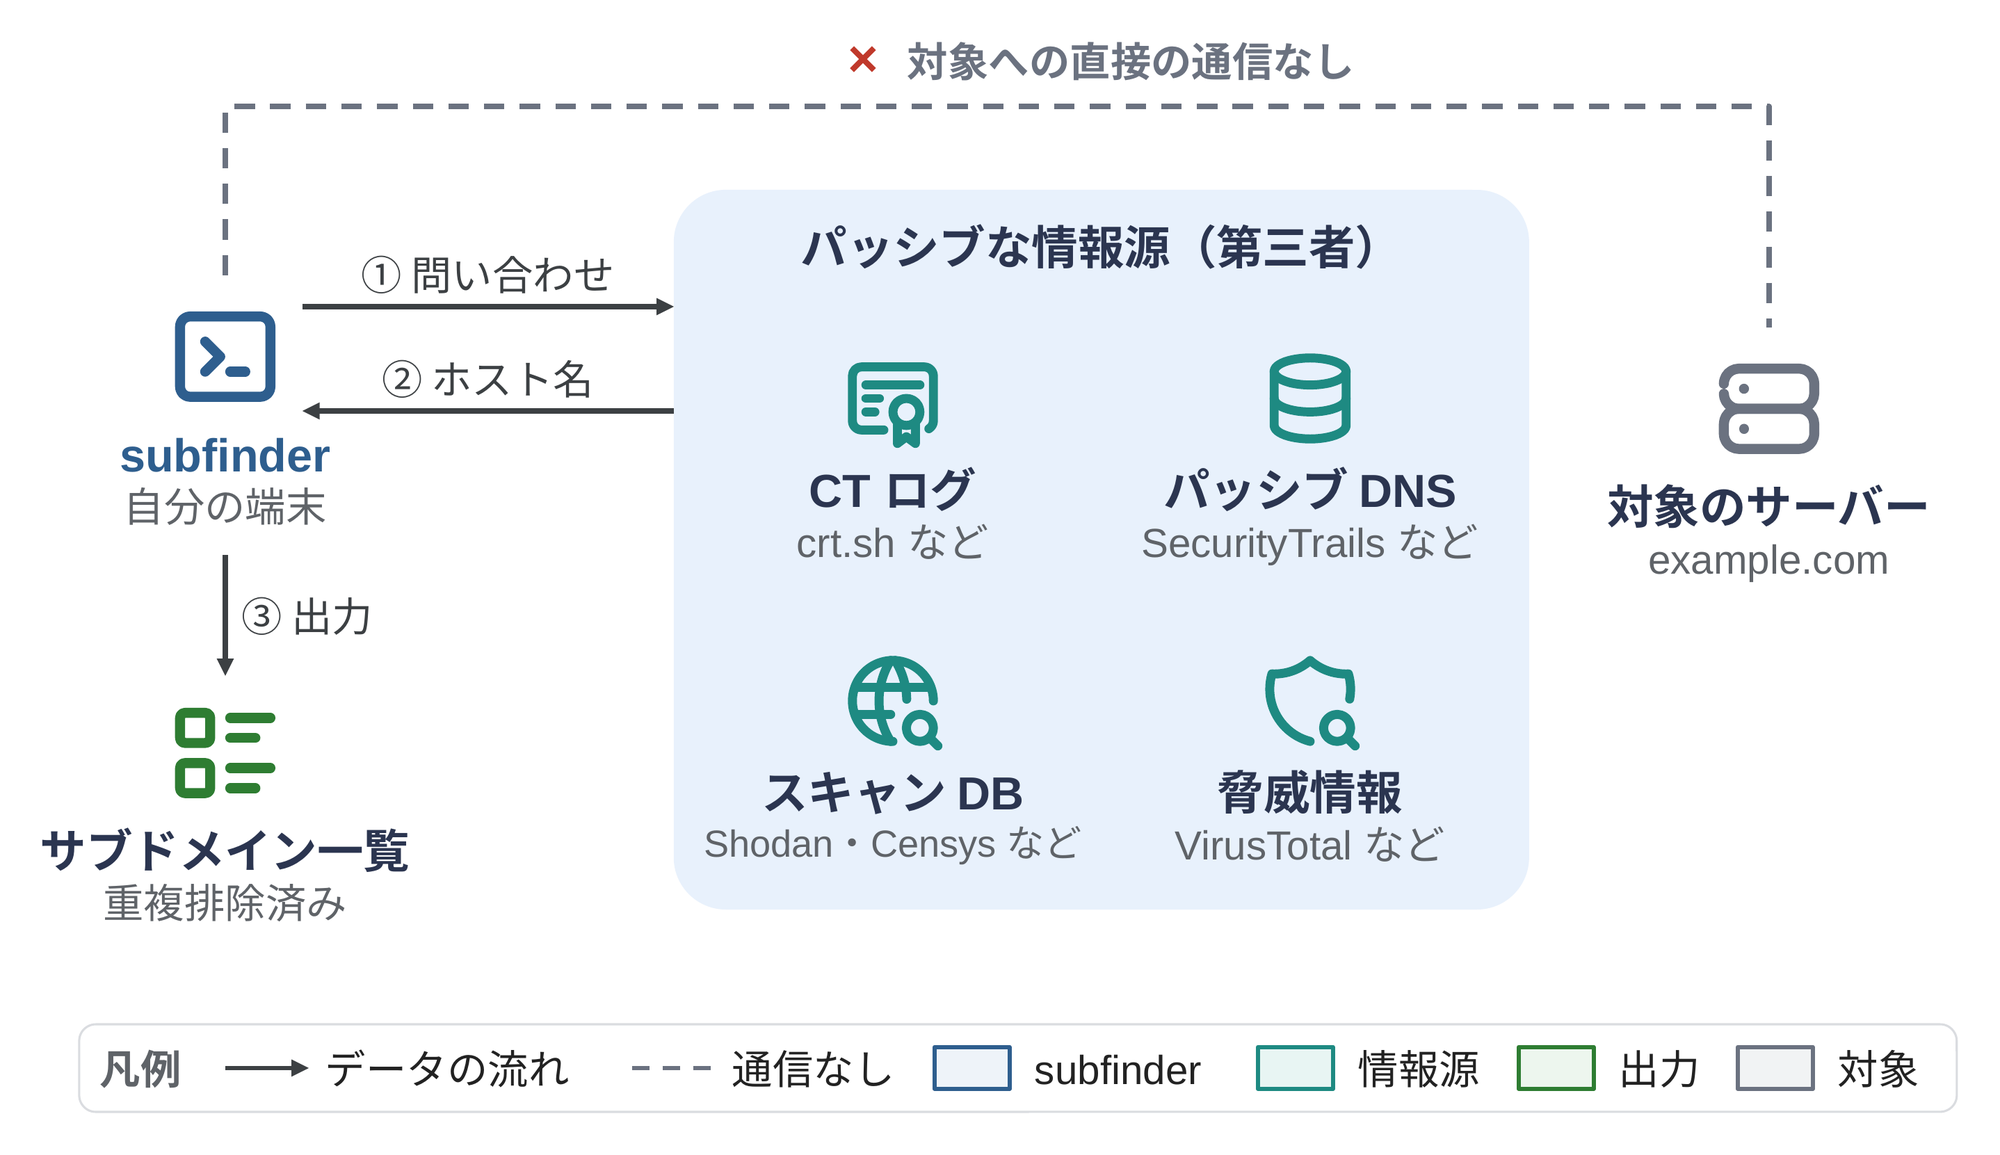 × 対象への直接の通信なし
パッシブな情報源（第三者）
① 問い合わせ
② ホスト名
subfinder
自分の端末
③ 出力
サブドメイン一覧
重複排除済み
CT ログ
crt.sh など
パッシブ DNS
SecurityTrails など
スキャン DB
Shodan・Censys など
脅威情報
VirusTotal など
対象のサーバー
example.com
凡例 データの流れ 通信なし subfinder 情報源 出力 対象